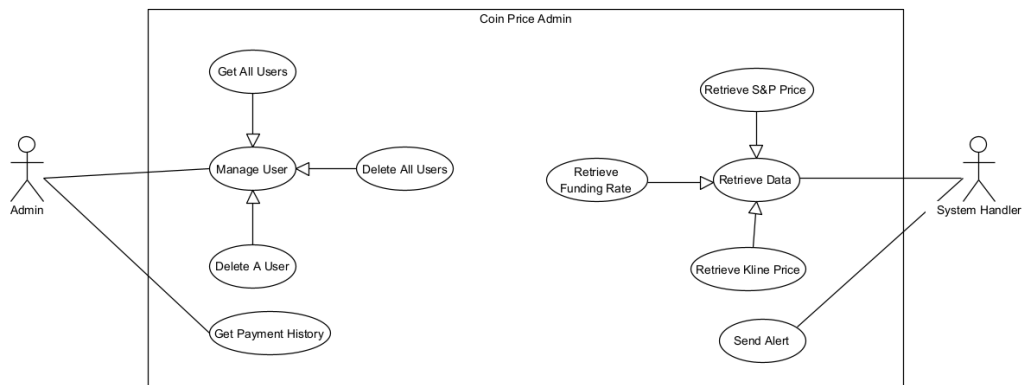 Coin Price Admin
Get All Users
Retrieve S&P Price
Manage User
Delete All Users
Retrieve
Funding Rate
Retrieve Data
Admin
System Handler
Delete A User
Retrieve Kline Price
Get Payment History
Send Alert